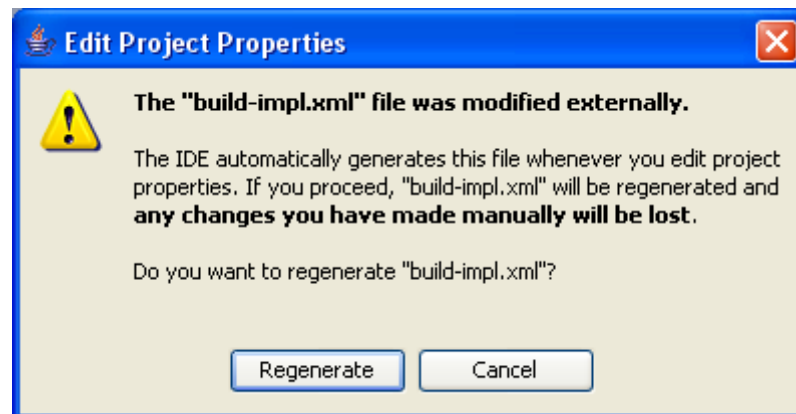 Edit Project Properties
The "build-impl.xml" file was modified externally.
The IDE automatically generates this file whenever you edit project
properties. If you proceed, "build-impl.xml" will be regenerated and
any changes you have made manually will be lost.
Do you want to regenerate "build-impl.xml"?
Regenerate Cancel